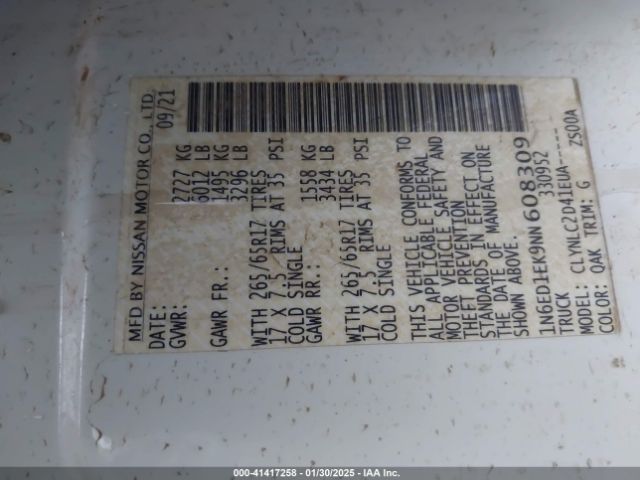 MFD BY NISSAN MOTOR CO., LTD.
DATE: 09/21
GVWR: 2727 KG
6012 LB
GAWR FR.: 1495 KG
3296 LB
WITH 265/65R17 TIRES
17 X 7.5 RIMS AT 35 PSI
COLD SINGLE
GAWR RR.: 1558 KG
3434 LB
WITH 265/65R17 TIRES
17 X 7.5 RIMS AT 35 PSI
COLD SINGLE
THIS VEHICLE CONFORMS TO
ALL APPLICABLE FEDERAL
MOTOR VEHICLE SAFETY AND
THEFT PREVENTION
STANDARDS IN EFFECT ON
THE DATE OF MANUFACTURE
SHOWN ABOVE.
1N6ED1EK9NN608309
TRUCK 330952
MODEL: CLYNLCZD41EUA-----
COLOR: QAK TRIM: G ZS00A
000-41417258 - 01/30/2025 - IAA Inc.